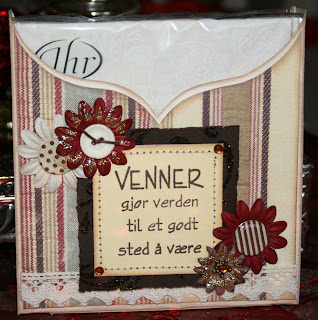 Ihr
VENNER
gjør verden
til et godt
sted å være